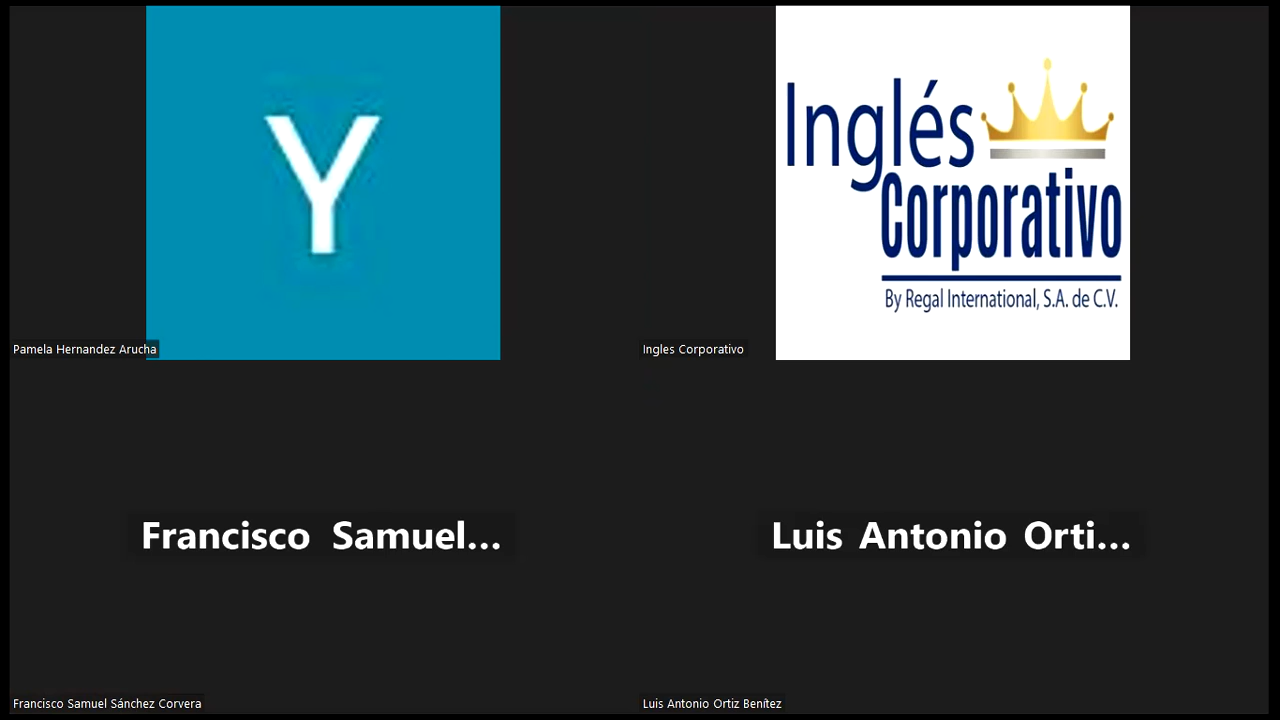 Y
Inglés
Corporativo
By Regal International, S.A. de C.V.
Pamela Hernandez Arucha
Ingles Corporativo
Francisco Samuel...
Luis Antonio Orti...
Francisco Samuel Sánchez Corvera
Luis Antonio Ortiz Benítez